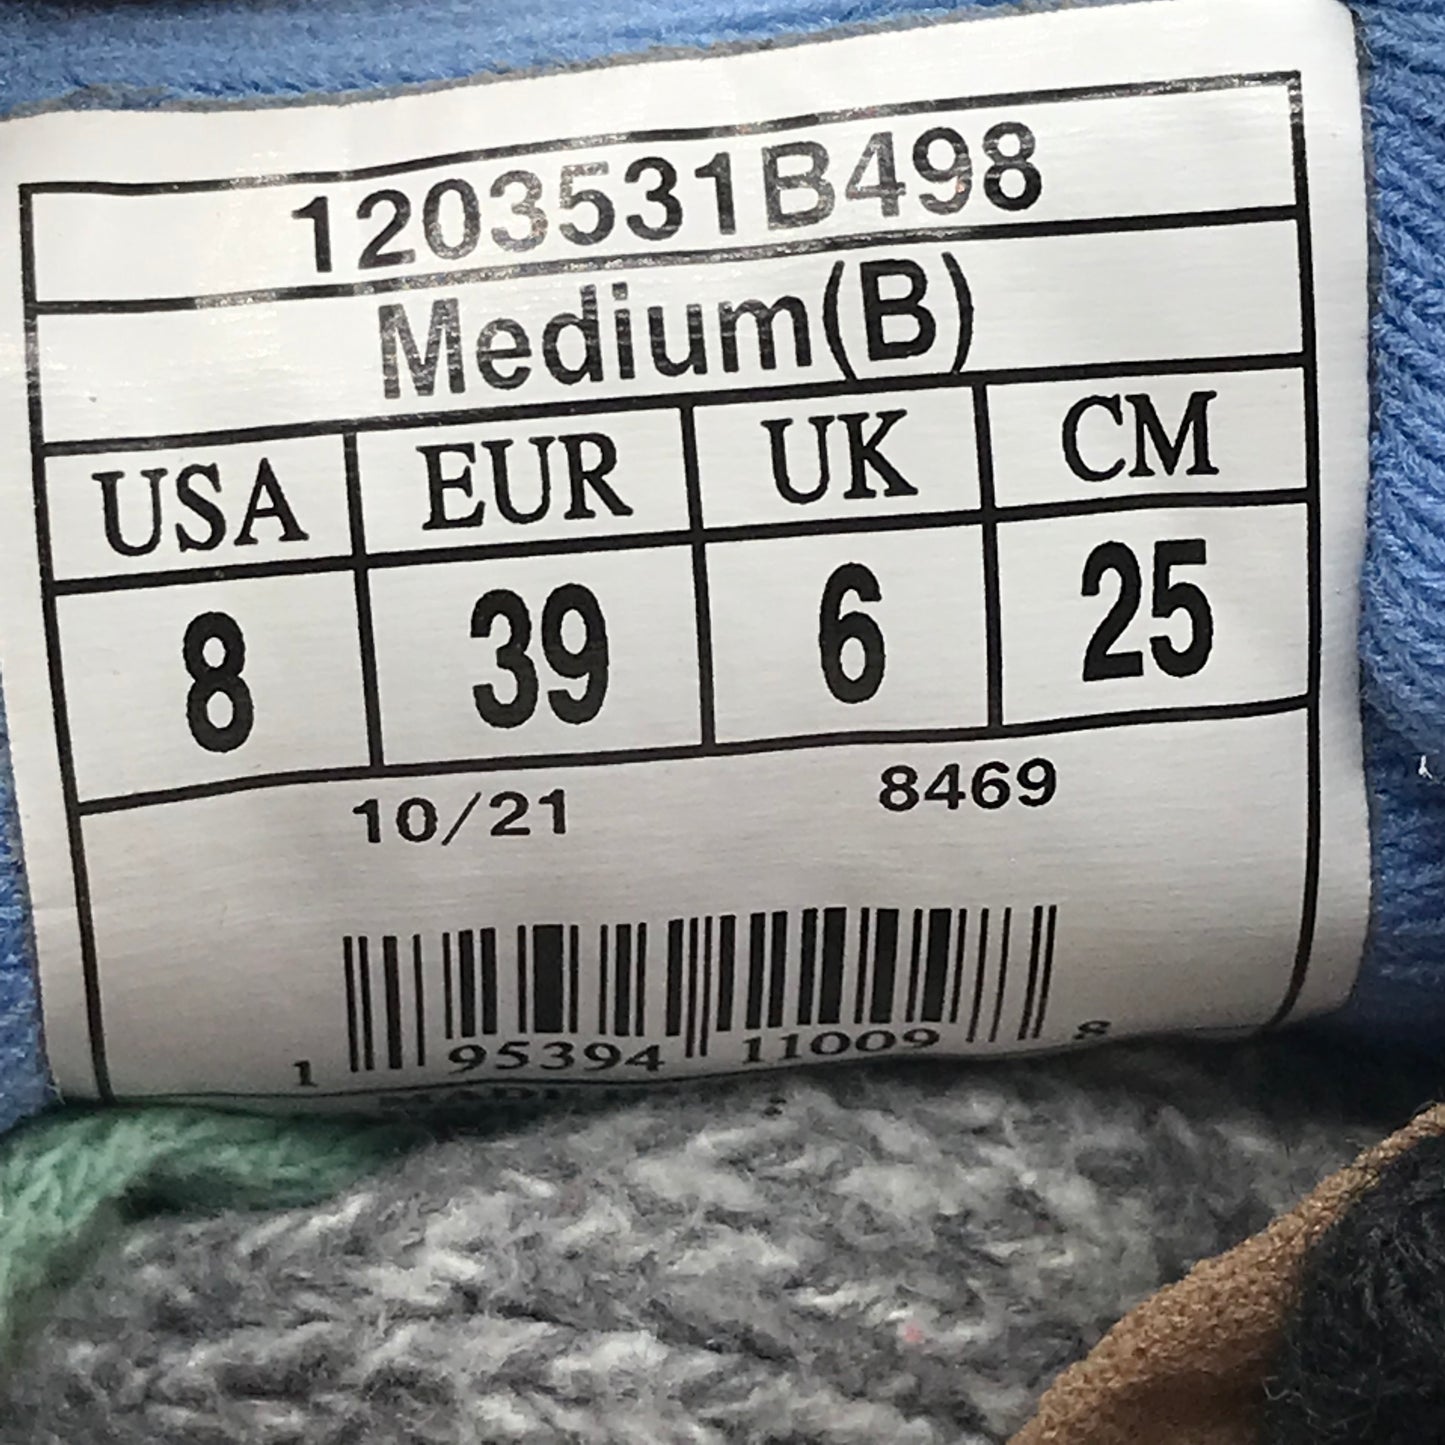 1203531B498
Medium(B)
USA EUR UK CM
8 39 6 25
10/21 8469
1 95394 11009 8